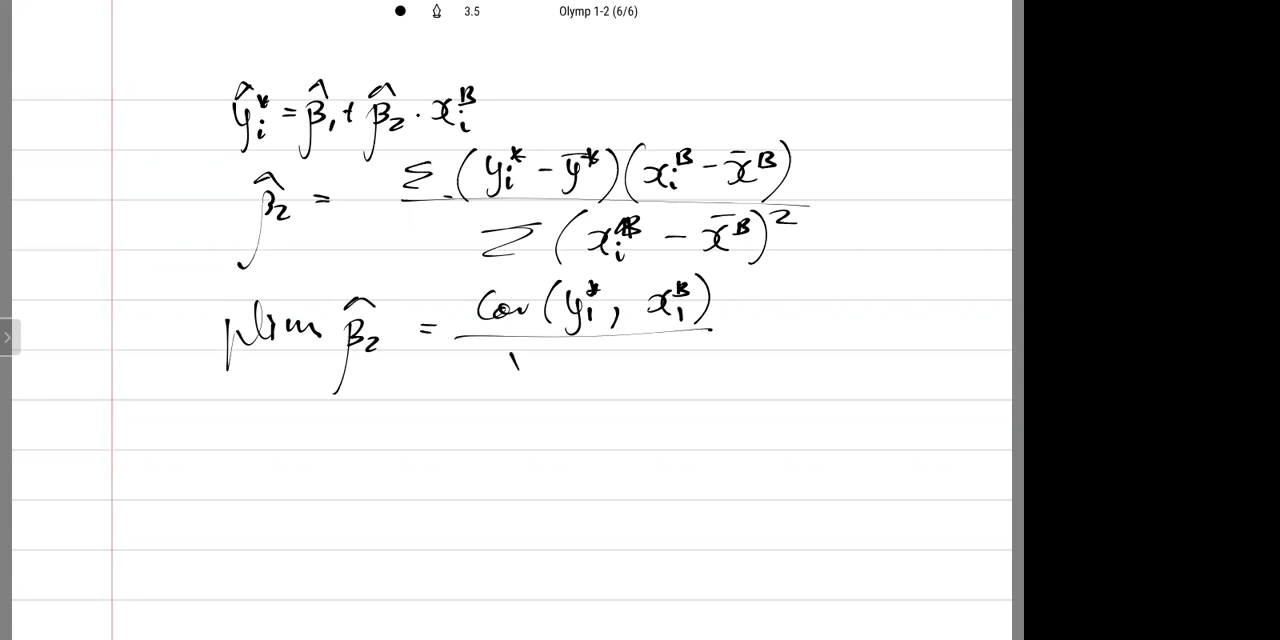 3.5 Olymp 1-2 (6/6)
ŷᵢ* = β̂₁ + β̂₂ · xᵢᴮ
β̂₂ = Σ (yᵢ* - ȳ*)(xᵢᴮ - x̄ᴮ) / Σ (xᵢᴮ - x̄ᴮ)²
plim β̂₂ = Cov (y₁*, x₁ᴮ) /